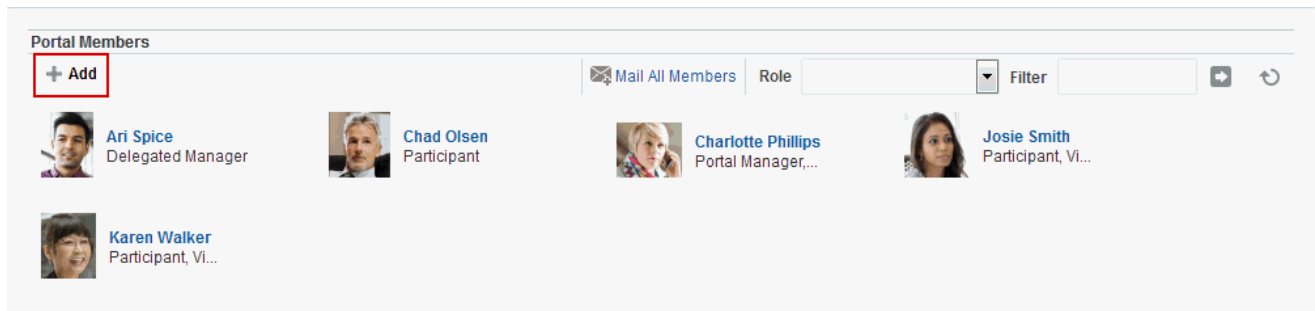 Portal Members
Add
Mail All Members
Role
Filter
Ari Spice
Delegated Manager
Chad Olsen
Participant
Charlotte Phillips
Portal Manager,...
Josie Smith
Participant, Vi...
Karen Walker
Participant, Vi...